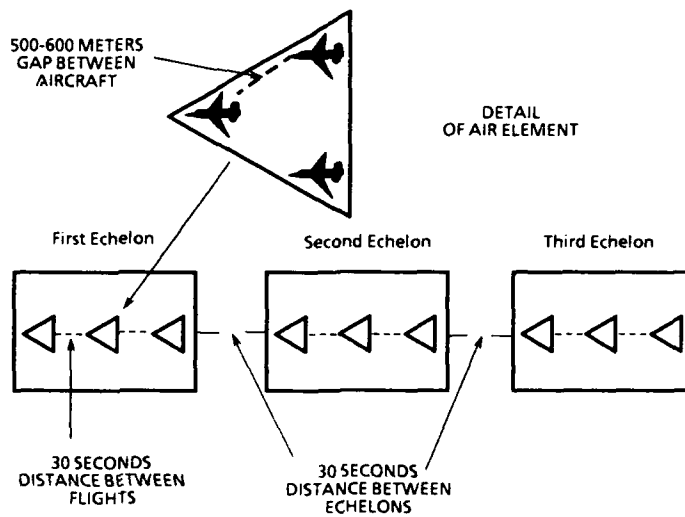 500-600 METERS
GAP BETWEEN
AIRCRAFT
DETAIL
OF AIR ELEMENT
First Echelon
Second Echelon
Third Echelon
30 SECONDS
DISTANCE BETWEEN
FLIGHTS
30 SECONDS
DISTANCE BETWEEN
ECHELONS